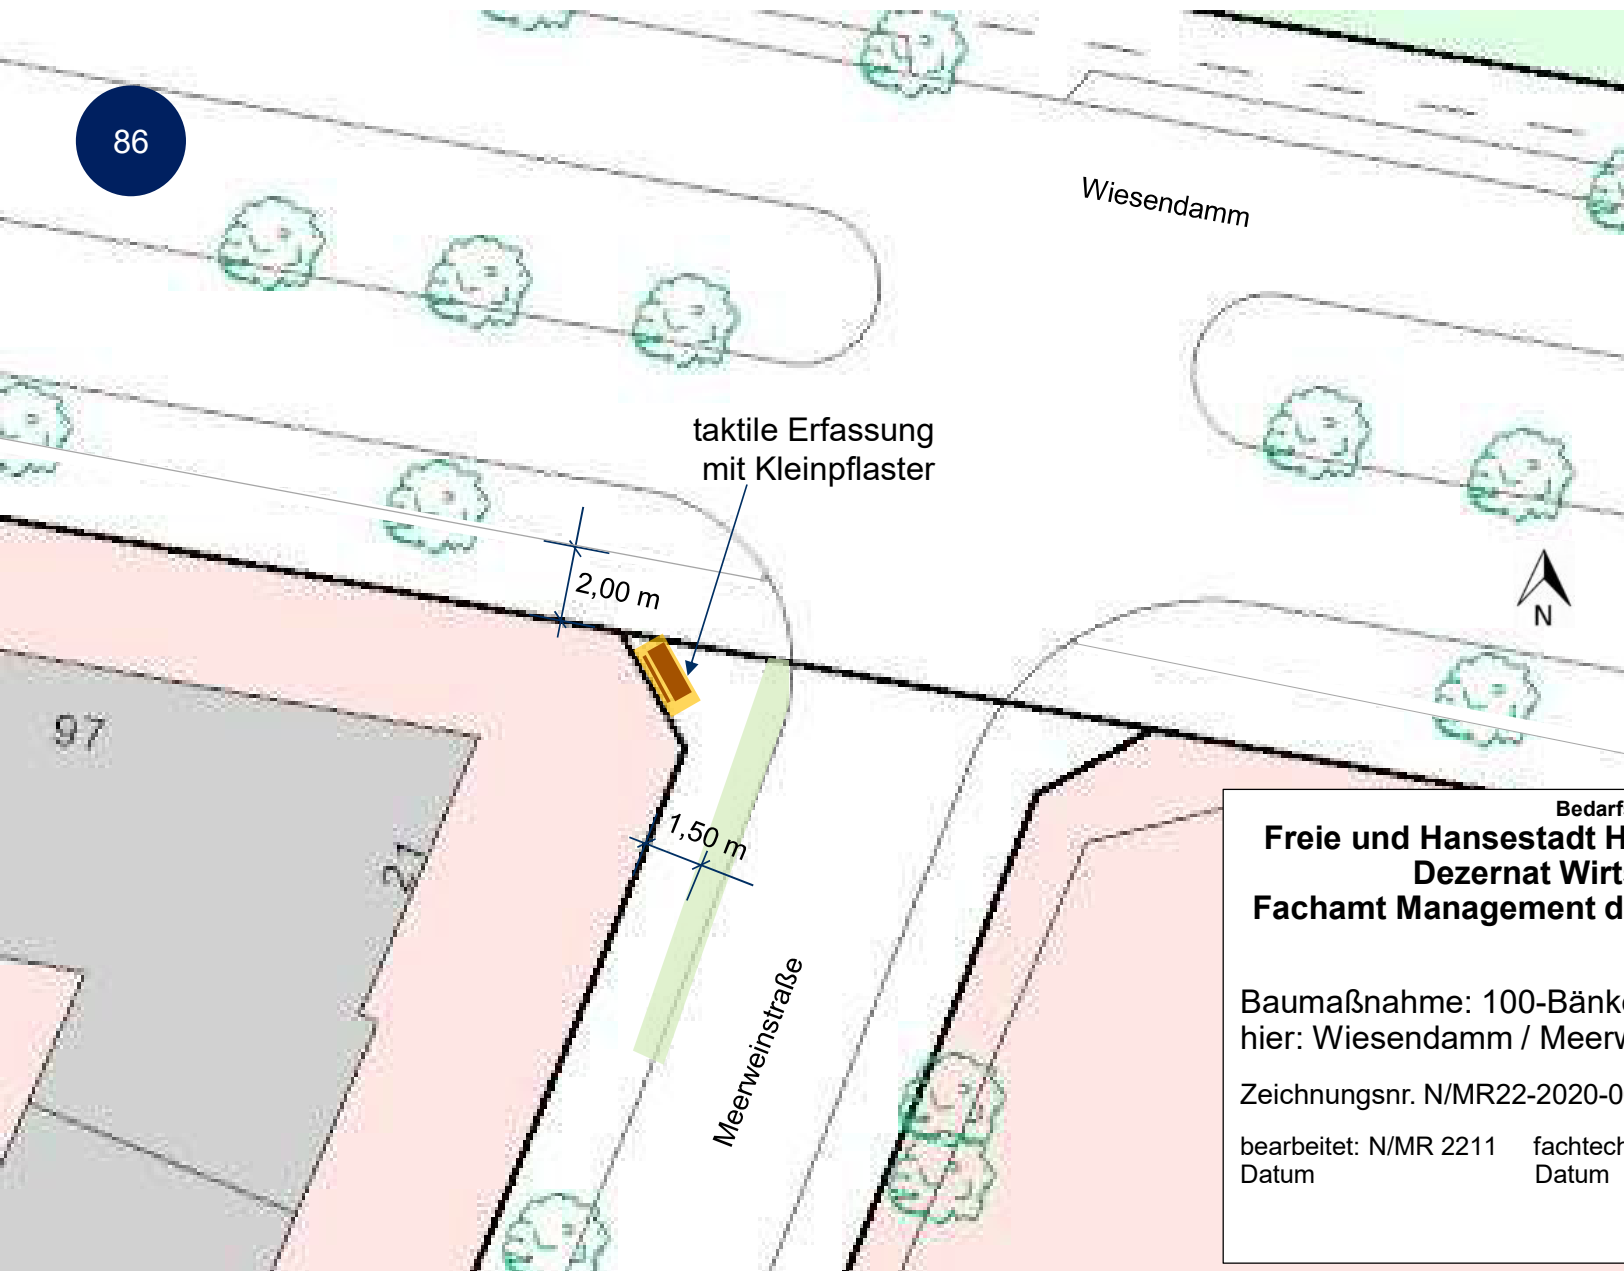 86
Wiesendamm
taktile Erfassung
mit Kleinpflaster
2,00 m
N
97
21
1,50 m
Meerweinstraße
Bedarf
Freie und Hansestadt H
Dezernat Wirt
Fachamt Management d
Baumaßnahme: 100-Bänk
hier: Wiesendamm / Meerw
Zeichnungsnr. N/MR22-2020-0
bearbeitet: N/MR 2211 fachtech
Datum Datum